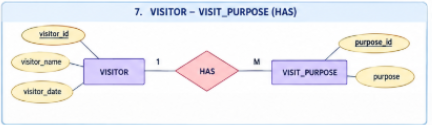 7. VISITOR – VISIT_PURPOSE (HAS)
visitor_id
visitor_name
visitor_date
VISITOR
1
HAS
M
VISIT_PURPOSE
purpose_id
purpose